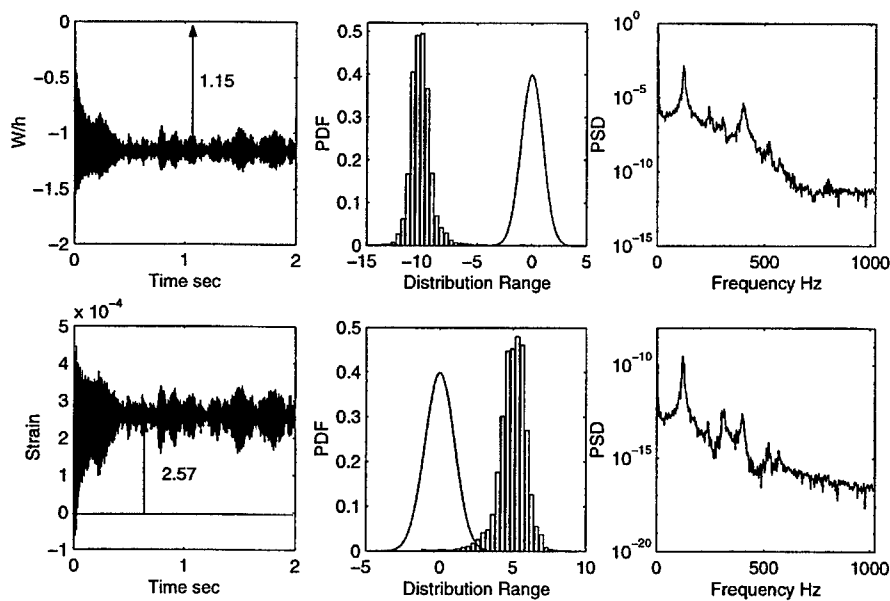 0
−0.5
−1
−1.5
−2
W/h
1.15
0 1 2
Time sec
0.5
0.4
0.3
0.2
0.1
0
PDF
−15 −10 −5 0 5
Distribution Range
10^0
10^−5
10^−10
10^−15
PSD
0 500 1000
Frequency Hz
x 10^−4
5
4
3
2
1
0
−1
Strain
2.57
0 1 2
Time sec
0.5
0.4
0.3
0.2
0.1
0
PDF
−5 0 5 10
Distribution Range
10^−10
10^−15
10^−20
PSD
0 500 1000
Frequency Hz